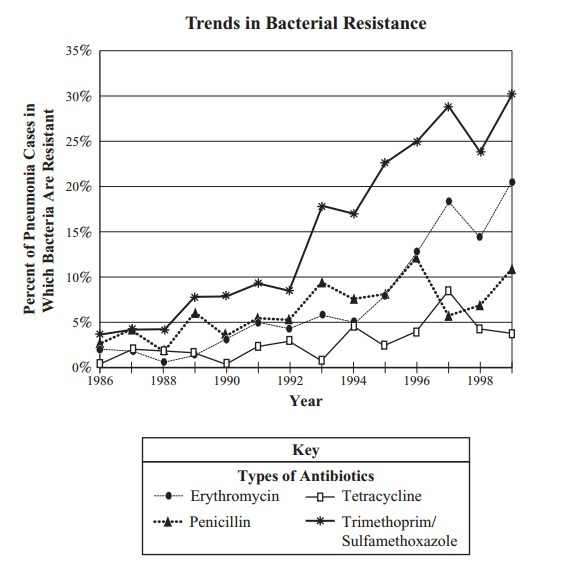 Trends in Bacterial Resistance
Percent of Pneumonia Cases in
Which Bacteria Are Resistant
35%
30%
25%
20%
15%
10%
5%
0%
1986 1988 1990 1992 1994 1996 1998
Year
Key
Types of Antibiotics
Erythromycin Tetracycline
Penicillin Trimethoprim/
Sulfamethoxazole